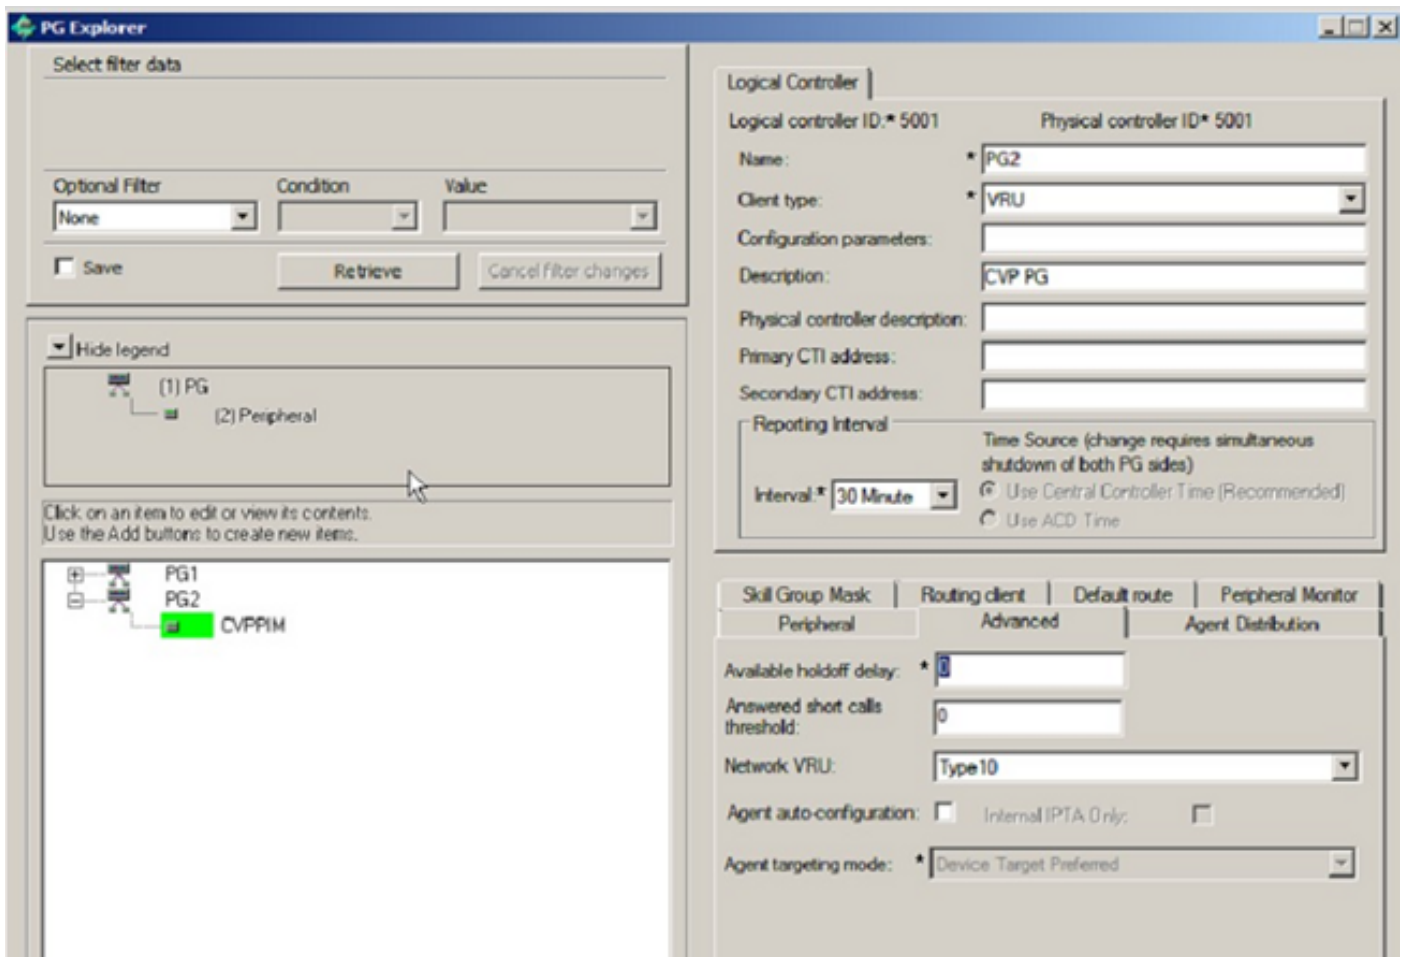 PG Explorer
Select filter data
Optional Filter Condition Value
None
Save Retrieve Cancel filter changes
Hide legend
(1) PG
(2) Peripheral
Click on an item to edit or view its contents.
Use the Add buttons to create new items.
PG1
PG2
CVPPIM
Logical Controller
Logical controller ID:* 5001 Physical controller ID* 5001
Name: * PG2
Client type: * VRU
Configuration parameters:
Description: CVP PG
Physical controller description:
Primary CTI address:
Secondary CTI address:
Reporting Interval
Time Source (change requires simultaneous
shutdown of both PG sides)
Interval:* 30 Minute
Use Central Controller Time (Recommended)
Use ACD Time
Skill Group Mask Routing client Default route Peripheral Monitor
Peripheral Advanced Agent Distribution
Available holdoff delay: * 0
Answered short calls
threshold: 0
Network VRU: Type10
Agent auto-configuration: Internal IPTA Only:
Agent targeting mode: * Device Target Preferred